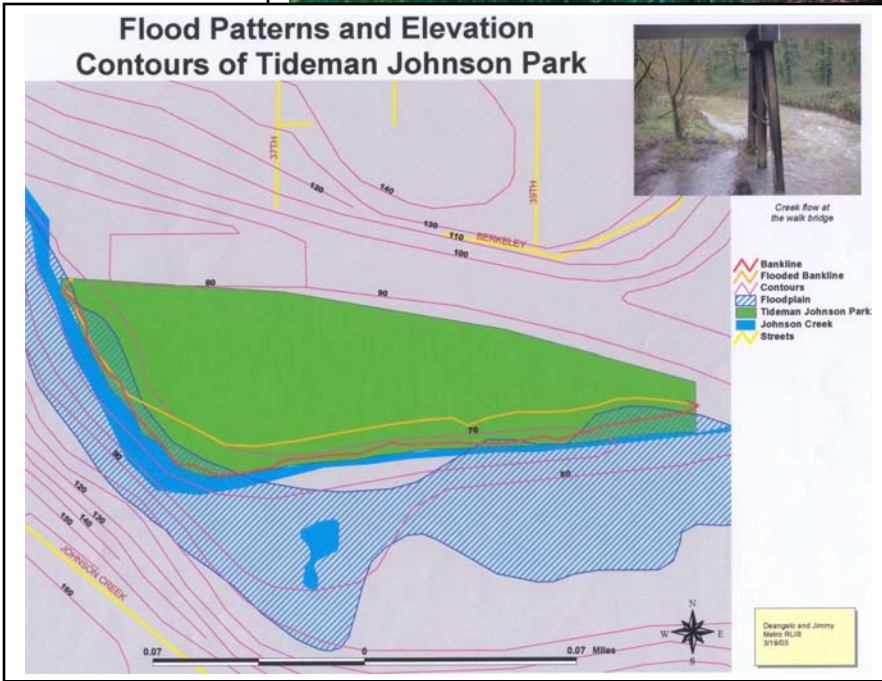 Flood Patterns and Elevation
Contours of Tideman Johnson Park
Creek flow at
the walk bridge
Bankline
Flooded Bankline
Contours
Floodplain
Tideman Johnson Park
Johnson Creek
Streets
37TH
39TH
120
140
130
110
BERKELEY
100
80
90
70
60
90
120
130
140
150
160
JOHNSON CREEK
N
W
E
S
0.07
0
0.07 Miles
Deangelo and Jimmy
Metro RLIS
3/19/03